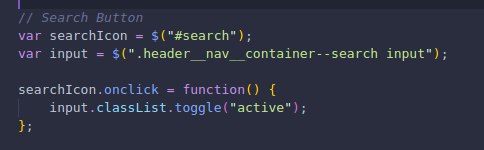 // Search Button
var searchIcon = $("#search");
var input = $(".header__nav__container--search input");
searchIcon.onclick = function() {
input.classList.toggle("active");
};